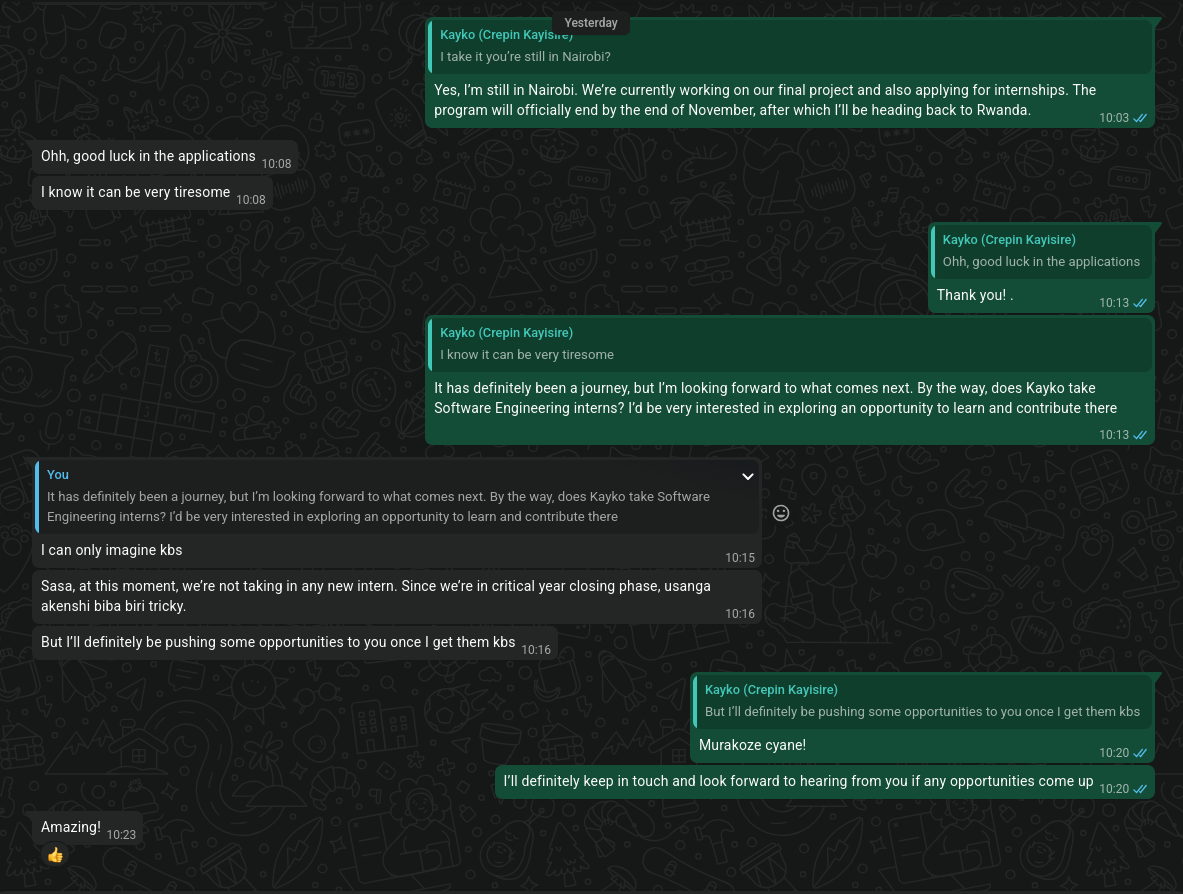 Yesterday
Kayko (Crepin Kayisire)
I take it you're still in Nairobi?
Yes, I'm still in Nairobi. We're currently working on our final project and also applying for internships. The
program will officially end by the end of November, after which I'll be heading back to Rwanda.
10:03
Ohh, good luck in the applications 10:08
I know it can be very tiresome 10:08
Kayko (Crepin Kayisire)
Ohh, good luck in the applications
Thank you! .
10:13
Kayko (Crepin Kayisire)
I know it can be very tiresome
It has definitely been a journey, but I'm looking forward to what comes next. By the way, does Kayko take
Software Engineering interns? I'd be very interested in exploring an opportunity to learn and contribute there
10:13
You
It has definitely been a journey, but I'm looking forward to what comes next. By the way, does Kayko take Software
Engineering interns? I'd be very interested in exploring an opportunity to learn and contribute there
I can only imagine kbs
10:15
Sasa, at this moment, we're not taking in any new intern. Since we're in critical year closing phase, usanga
akenshi biba biri tricky.
10:16
But I'll definitely be pushing some opportunities to you once I get them kbs 10:16
Kayko (Crepin Kayisire)
But I'll definitely be pushing some opportunities to you once I get them kbs
Murakoze cyane!
10:20
I'll definitely keep in touch and look forward to hearing from you if any opportunities come up 10:20
Amazing! 10:23